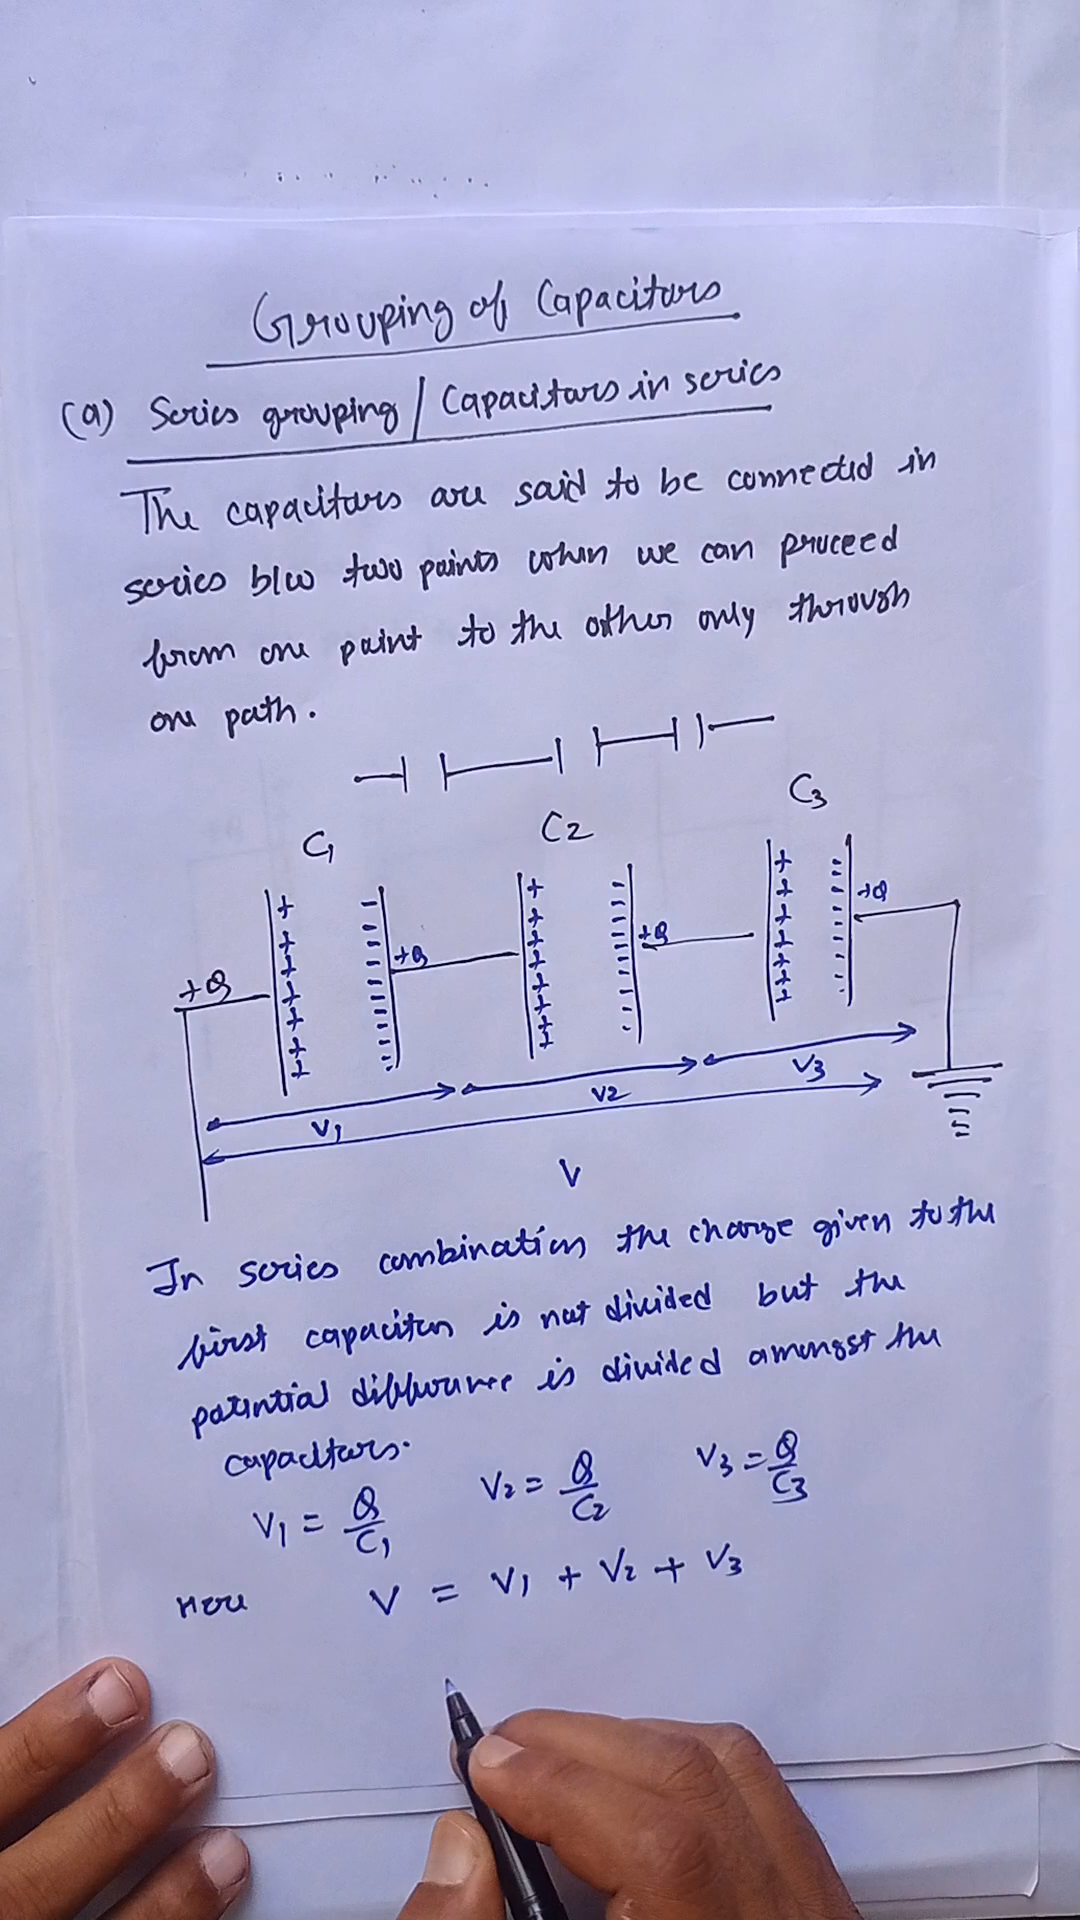 Grouping of Capacitors
(a) Series grouping / Capacitors in series
The capacitors are said to be connected in
series b/w two points when we can proceed
from one point to the other only through
one path.
C1 C2 C3
+Q +Q +Q +Q
V1 V2 V3
V
In series combination the charge given to the
first capacitor is not divided but the
potential difference is divided amongst the
capacitors.
V1 = Q/C1 V2 = Q/C2 V3 = Q/C3
Here V = V1 + V2 + V3